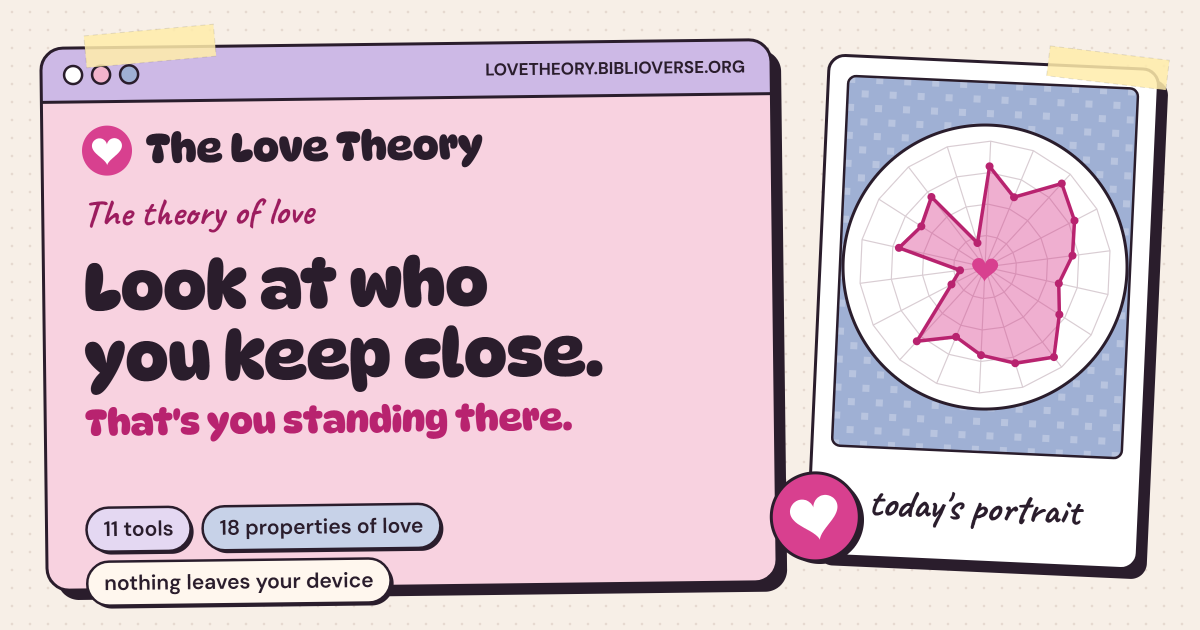 LOVETHEORY.BIBLIOVERSE.ORG
The Love Theory
The theory of love
Look at who
you keep close.
That's you standing there.
11 tools
18 properties of love
nothing leaves your device
today's portrait